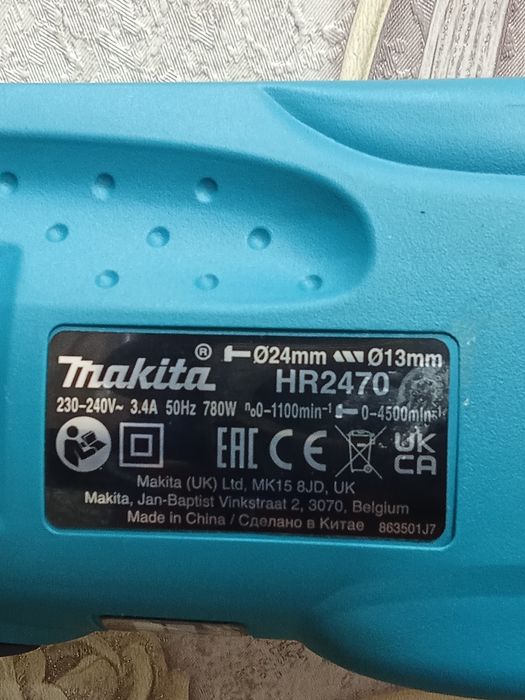 makita® Ø24mm Ø13mm
HR2470
230-240V~ 3.4A 50Hz 780W n₀0-1100min⁻¹ 0-4500min⁻¹
EAC CE UK CA
Makita (UK) Ltd, MK15 8JD, UK
Makita, Jan-Baptist Vinkstraat 2, 3070, Belgium
Made in China / Сделано в Китае 863501J7